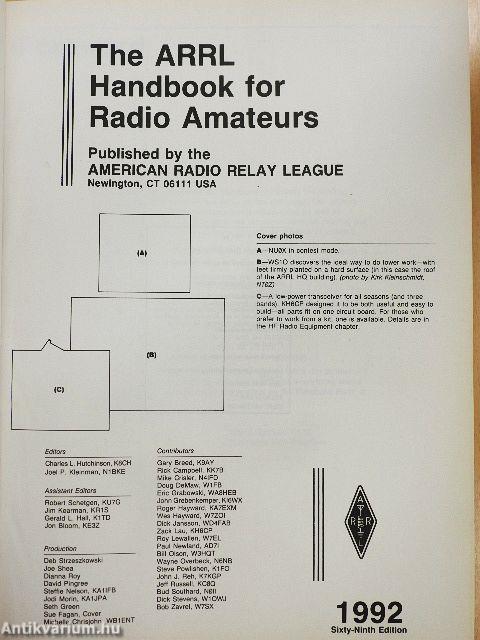 The ARRL
Handbook for
Radio Amateurs
Published by the
AMERICAN RADIO RELAY LEAGUE
Newington, CT 06111 USA
(A)
(B)
(C)
Cover photos
A—NU0X in contest mode.
B—WS1O discovers the ideal way to do tower work—with
feet firmly planted on a hard surface (in this case the roof
of the ARRL HQ building). (photo by Kirk Kleinschmidt,
NT0Z)
C—A low-power transceiver for all seasons (and three
bands). KH6CP designed it to be both useful and easy to
build—all parts fit on one circuit board. For those who
prefer to work from a kit, one is available. Details are in
the HF Radio Equipment chapter.
Editors
Charles L. Hutchinson, K8CH
Joel P. Kleinman, N1BKE
Assistant Editors
Robert Schetgen, KU7G
Jim Kearman, KR1S
Gerald L. Hall, K1TD
Jon Bloom, KE3Z
Production
Deb Strzeszkowski
Joe Shea
Dianna Roy
David Pingree
Steffie Nelson, KA1IFB
Jodi Morin, KA1JPA
Seth Green
Sue Fagan, Cover
Michelle Chrisjohn, WB1ENT
Contributors
Gary Breed, K9AY
Rick Campbell, KK7B
Mike Grisler, N4IFD
Doug DeMaw, W1FB
Eric Grabowski, WA8HEB
John Grebenkemper, KI6WX
Roger Hayward, KA7EXM
Wes Hayward, W7ZOI
Dick Jansson, WD4FAB
Zack Lau, KH6CP
Roy Lewallen, W7EL
Paul Newland, AD7I
Bill Olson, W3HQT
Wayne Overbeck, N6NB
Steve Powlishen, K1FO
John J. Reh, K7KGP
Jeff Russell, KC0Q
Bud Southard, N0II
Dick Stevens, W1QWJ
Bob Zavrel, W7SX
A
R R
L
1992
Sixty-Ninth Edition
Antikvarium.hu